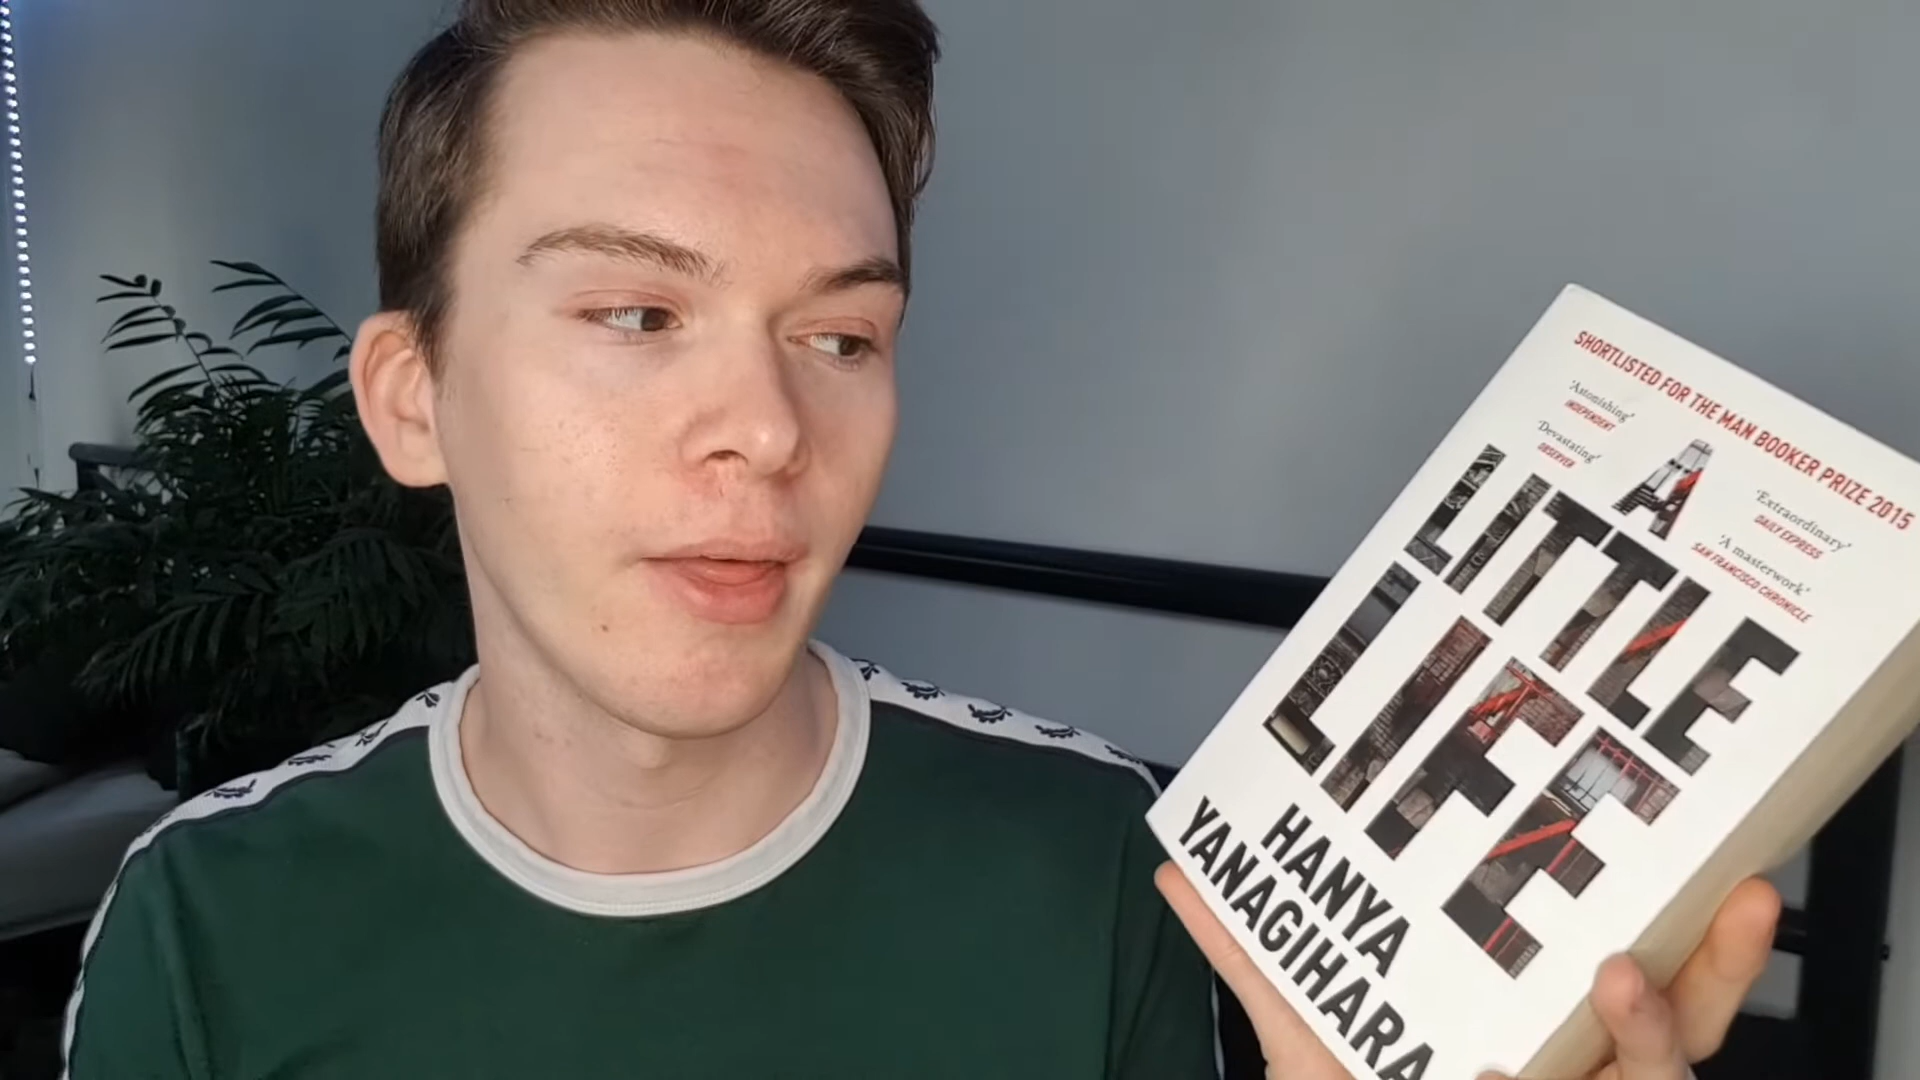 SHORTLISTED FOR THE MAN BOOKER PRIZE 2015
'Astonishing'
INDEPENDENT
'Devastating'
OBSERVER
'Extraordinary'
DAILY EXPRESS
'A masterwork'
SAN FRANCISCO CHRONICLE
A
LITTLE
LIFE
HANYA
YANAGIHARA